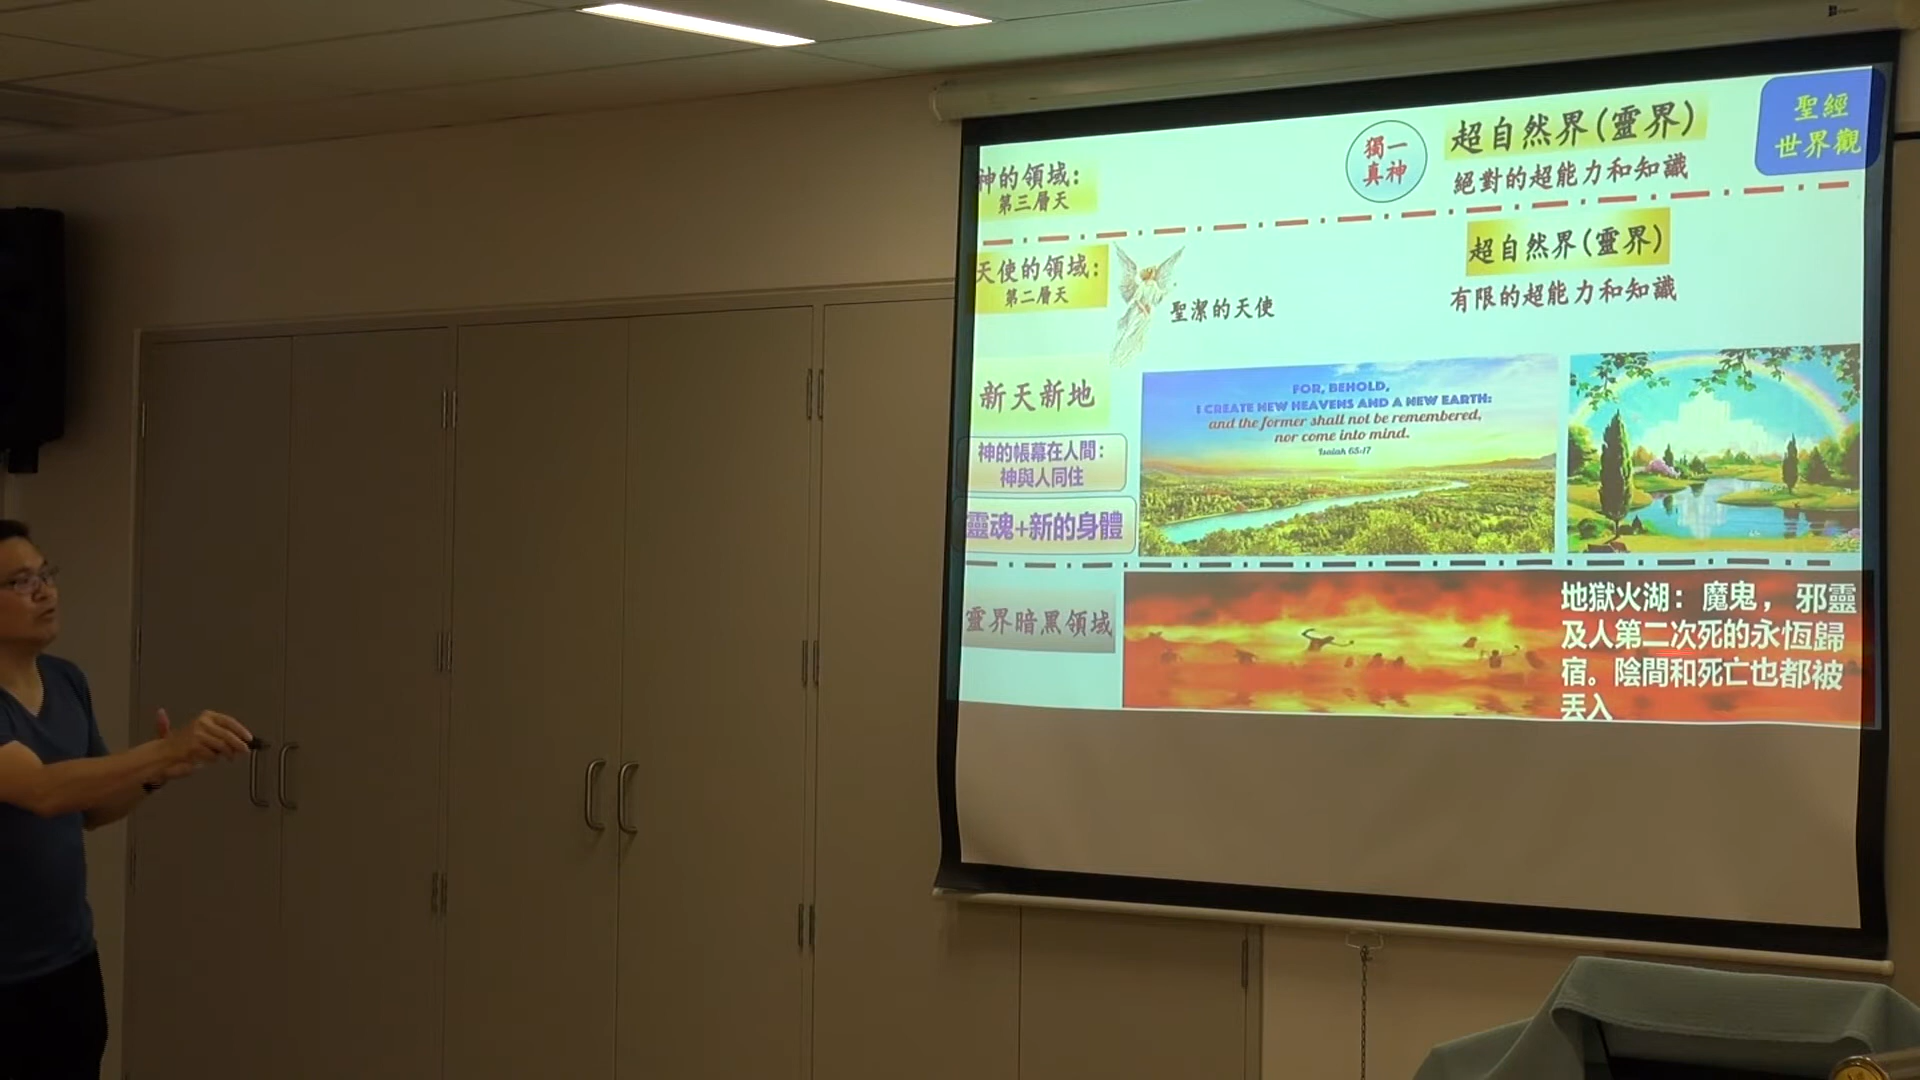 聖經
世界觀
超自然界(靈界)
獨一
真神
絕對的超能力和知識
神的領域:
第三層天
天使的領域:
第二層天
聖潔的天使
超自然界(靈界)
有限的超能力和知識
新天新地
FOR, BEHOLD,
I CREATE NEW HEAVENS AND A NEW EARTH:
and the former shall not be remembered,
nor come into mind.
Isaiah 65:17
神的帳幕在人間:
神與人同住
靈魂+新的身體
靈界暗黑領域
地獄火湖: 魔鬼, 邪靈
及人第二次死的永恆歸
宿。陰間和死亡也都被
丟入